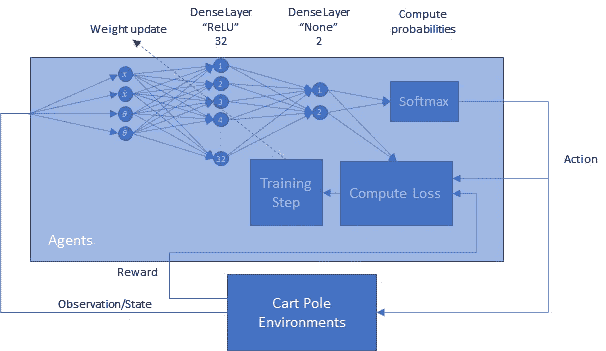 Weight update
DenseLayer
"ReLU"
32
DenseLayer
"None"
2
Compute
probabilities
x
x
θ
θ
1
2
3
4
32
1
2
Softmax
Action
Training
Step
Compute Loss
Agents
Reward
Observation/State
Cart Pole
Environments